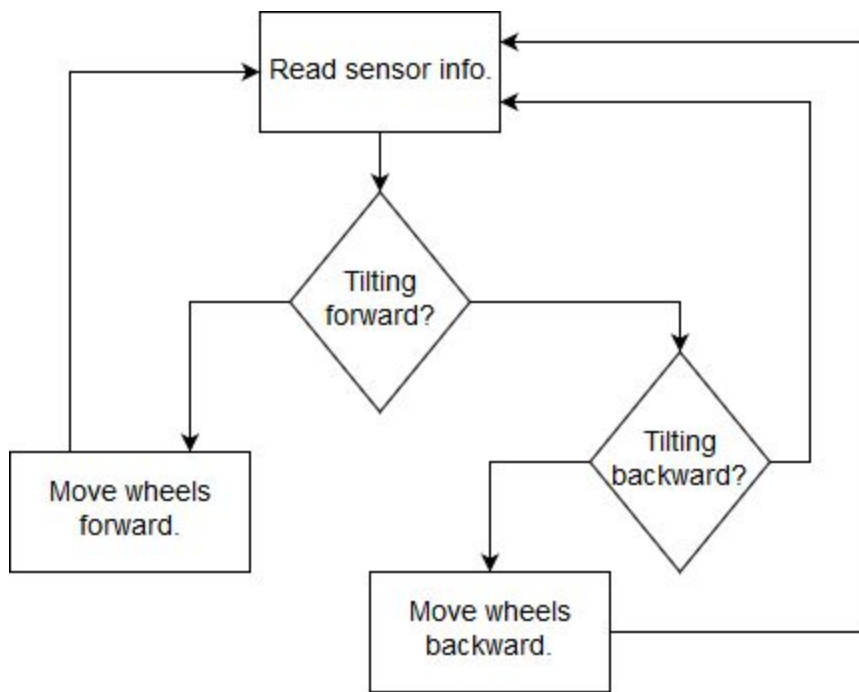 Read sensor info.
Tilting
forward?
Tilting
backward?
Move wheels
forward.
Move wheels
backward.